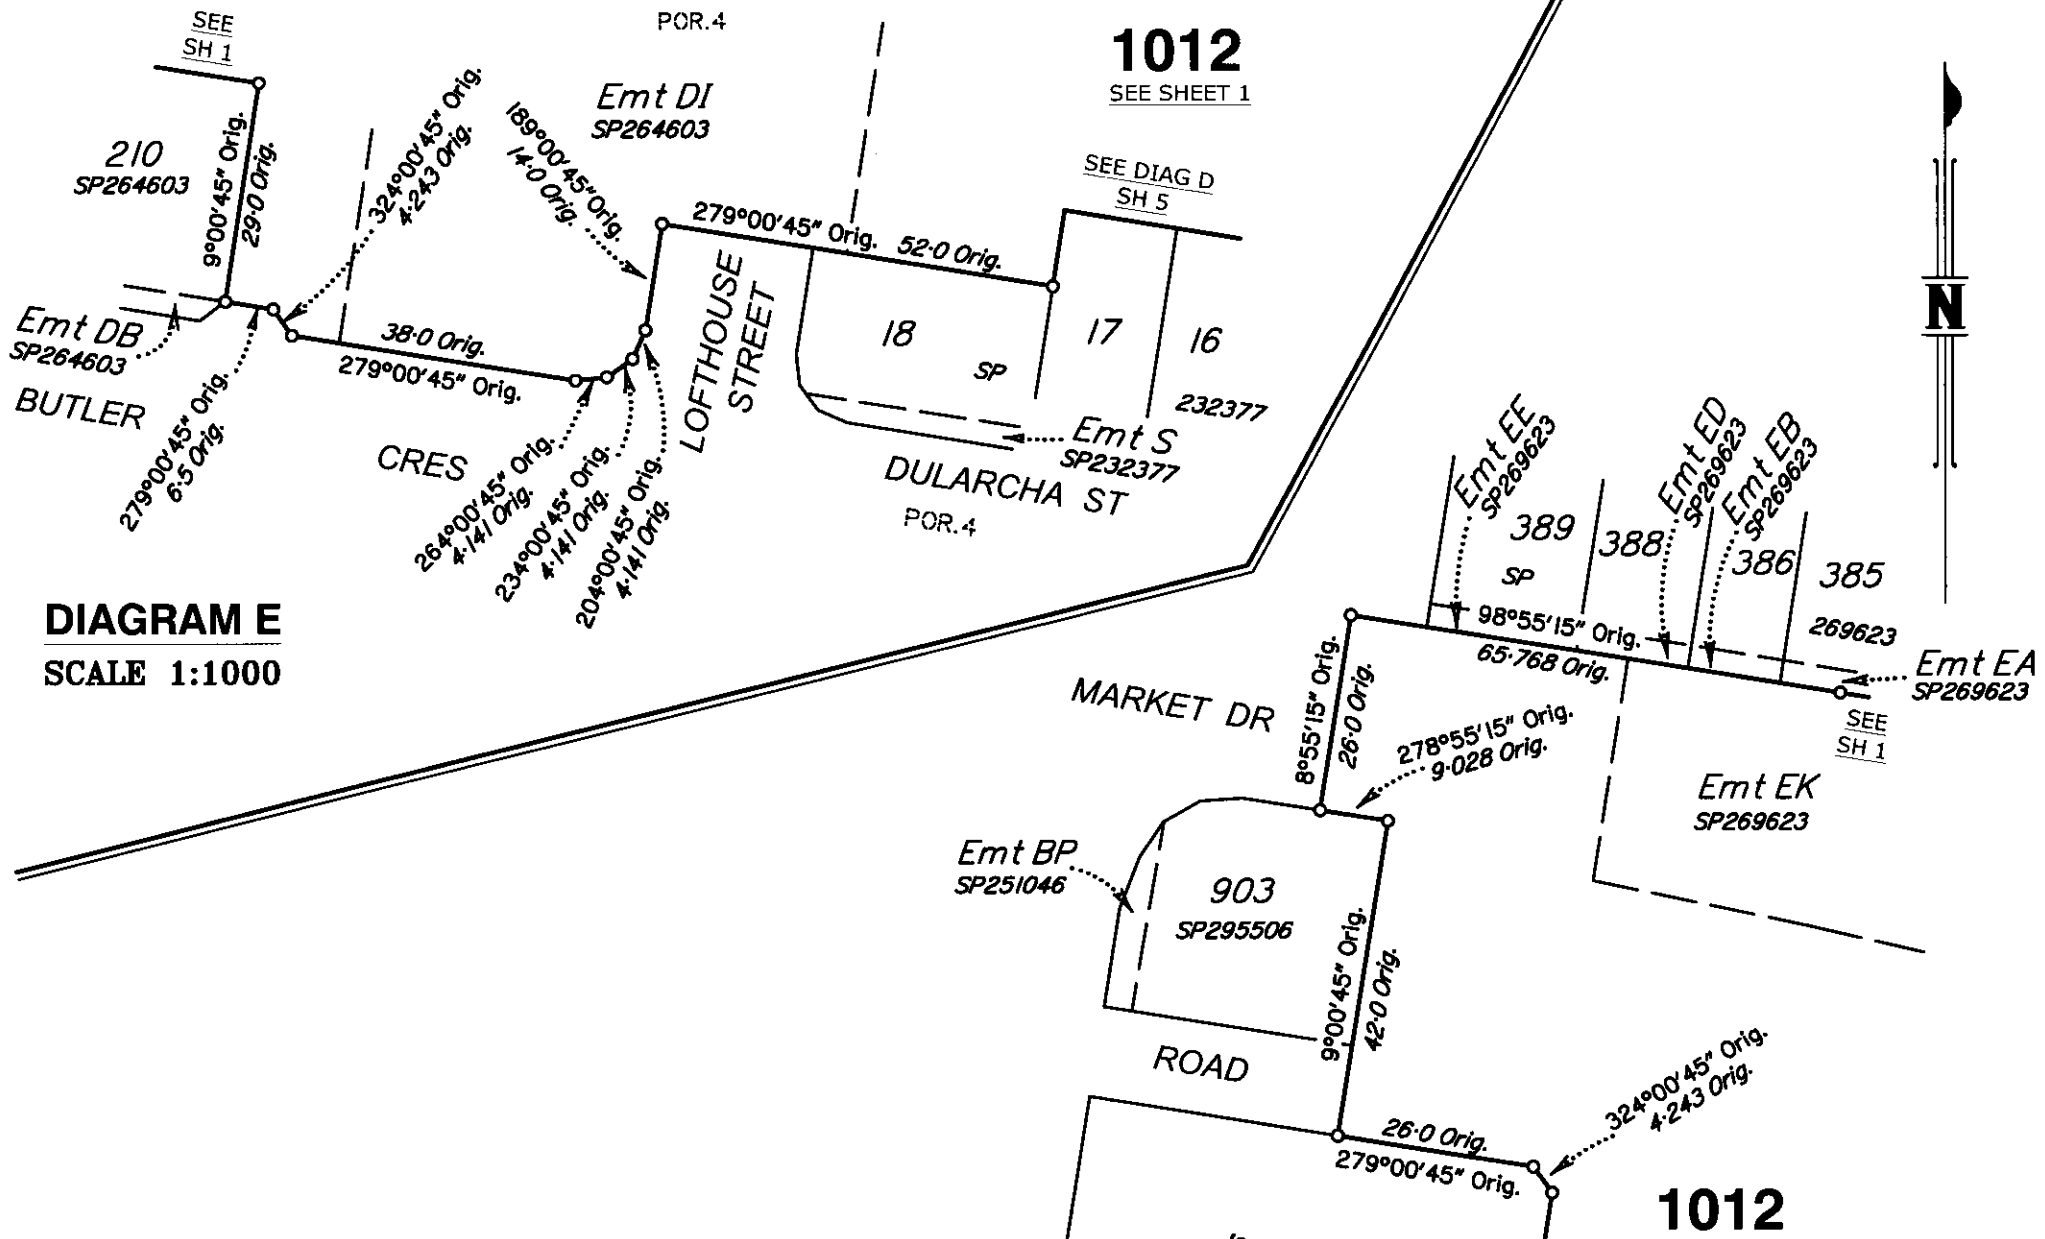 SEE
SH 1
POR.4
1012
SEE SHEET 1
Emt DI
SP264603
210
SP264603
9°00'45" Orig.
29·0 Orig.
324°00'45" Orig.
4·243 Orig.
189°00'45" Orig.
14·0 Orig.
SEE DIAG D
SH 5
279°00'45" Orig.
52·0 Orig.
LOFTHOUSE
STREET
18
SP
17
16
232377
Emt DB
SP264603
BUTLER
38·0 Orig.
279°00'45" Orig.
CRES
279°00'45" Orig.
6·5 Orig.
264°00'45" Orig.
4·141 Orig.
234°00'45" Orig.
4·141 Orig.
204°00'45" Orig.
4·141 Orig.
Emt S
SP232377
DULARCHA ST
POR.4
N
DIAGRAM E
SCALE 1:1000
Emt EE
SP269623
Emt ED
SP269623
Emt EB
SP269623
389
SP
388
386
385
269623
98°55'15" Orig.
65·768 Orig.
Emt EA
SP269623
SEE
SH 1
MARKET DR
8°55'15" Orig.
26·0 Orig.
278°55'15" Orig.
9·028 Orig.
Emt EK
SP269623
Emt BP
SP251046
903
SP295506
9°00'45" Orig.
42·0 Orig.
ROAD
26·0 Orig.
279°00'45" Orig.
324°00'45" Orig.
4·243 Orig.
1012